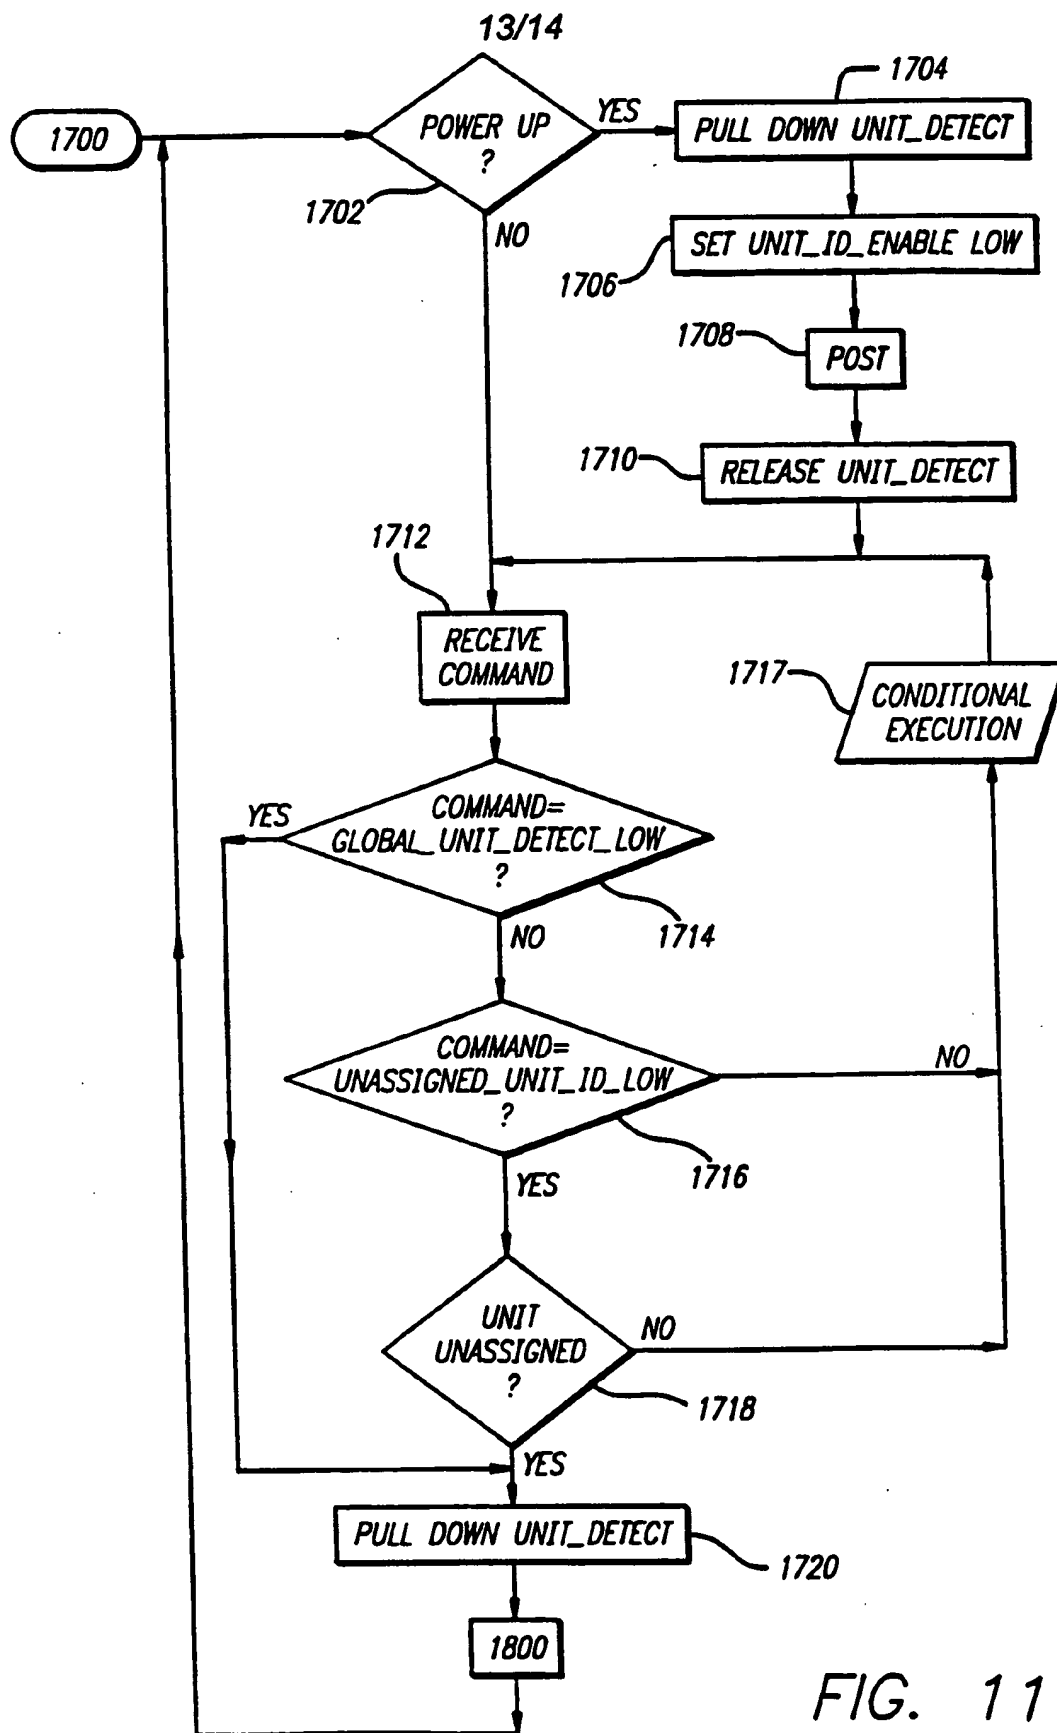 13/14
1700
POWER UP
?
1702
YES
NO
1704
PULL DOWN UNIT_DETECT
SET UNIT_ID_ENABLE LOW
1706
1708
POST
1710
RELEASE UNIT_DETECT
1712
RECEIVE
COMMAND
1717
CONDITIONAL
EXECUTION
YES
COMMAND=
GLOBAL_UNIT_DETECT_LOW
?
1714
NO
COMMAND=
UNASSIGNED_UNIT_ID_LOW
?
NO
1716
YES
UNIT
UNASSIGNED
?
NO
1718
YES
PULL DOWN UNIT_DETECT
1720
1800
FIG. 11